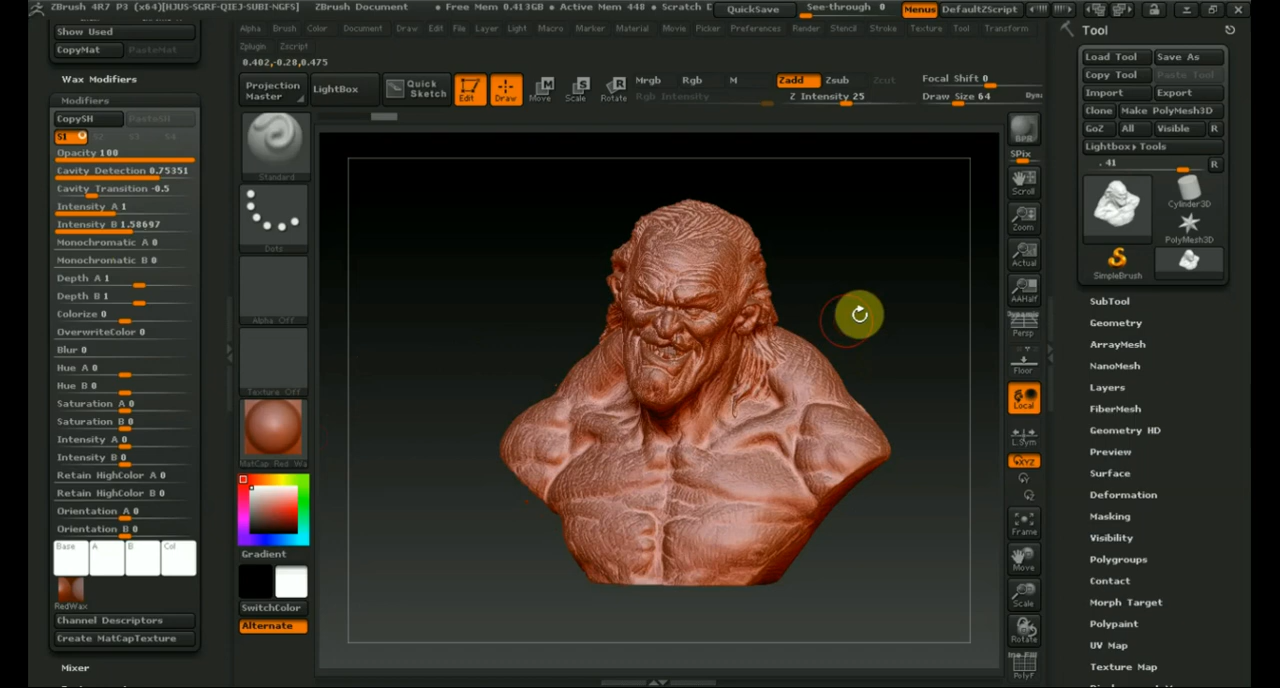 ZBrush 4R7 P3 (x64)[HJUS-SGRF-QIEJ-SUBI-NGFS] ZBrush Document • Free Mem 0.413GB • Active Mem 448 • Scratch D QuickSave See-through 0 Menus DefaultZScript
Show Used
CopyMat PasteMat
Wax Modifiers
Modifiers
CopySH PasteSH
S1 S2 S3 S4
Opacity 100
Cavity Detection 0.75351
Cavity Transition -0.5
Intensity A 1
Intensity B 1.58697
Monochromatic A 0
Monochromatic B 0
Depth A 1
Depth B 1
Colorize 0
OverwriteColor 0
Blur 0
Hue A 0
Hue B 0
Saturation A 0
Saturation B 0
Intensity A 0
Intensity B 0
Retain HighColor A 0
Retain HighColor B 0
Orientation A 0
Orientation B 0
Base A B Col
RedWax
Channel Descriptors
Create MatCapTexture
Mixer
Alpha Brush Color Document Draw Edit File Layer Light Macro Marker Material Movie Picker Preferences Render Stencil Stroke Texture Tool Transform
Zplugin Zscript
0.402,-0.28,0.475
Projection Master
LightBox
Quick Sketch
Edit Draw Move Scale Rotate
Mrgb Rgb M
Rgb Intensity
Zadd Zsub Zcut
Z Intensity 25
Focal Shift 0
Draw Size 64 Dyna
Standard
Dots
Alpha Off
Texture Off
MatCap Red Wa
Gradient
SwitchColor
Alternate
BPR
SPix
Scroll
Zoom
Actual
AAHalf
Dynamic
Persp
Floor
Local
L.Sym
XYZ
Frame
Move
Scale
Rotate
PolyF
Tool
Load Tool Save As
Copy Tool Paste Tool
Import Export
Clone Make PolyMesh3D
GoZ All Visible R
Lightbox▸Tools
. 41 R
Cylinder3D
PolyMesh3D
SimpleBrush
SubTool
Geometry
ArrayMesh
NanoMesh
Layers
FiberMesh
Geometry HD
Preview
Surface
Deformation
Masking
Visibility
Polygroups
Contact
Morph Target
Polypaint
UV Map
Texture Map